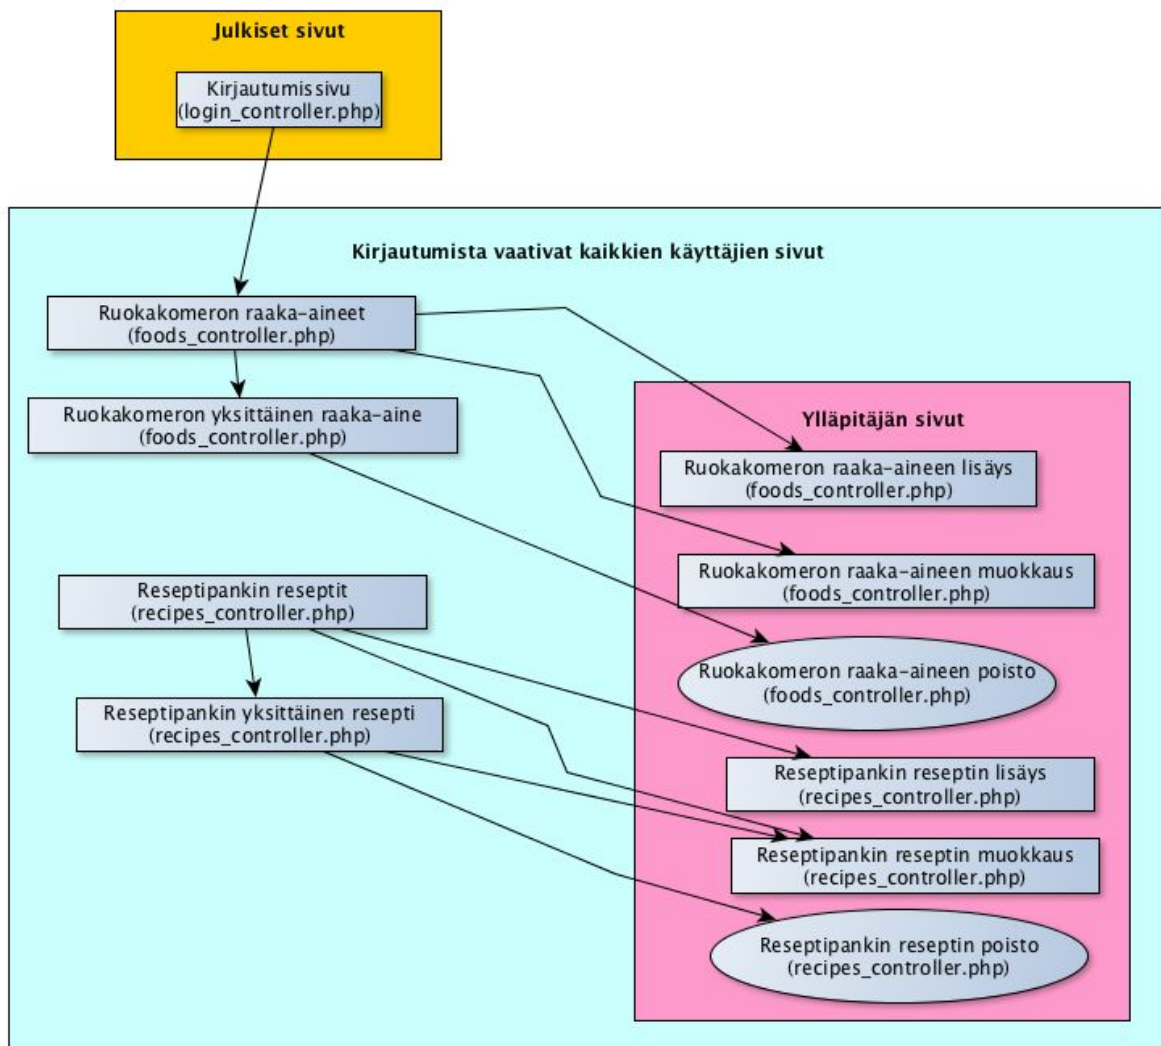 Julkiset sivut
Kirjautumissivu
(login_controller.php)
Kirjautumista vaativat kaikkien käyttäjien sivut
Ruokakomeron raaka-aineet
(foods_controller.php)
Ruokakomeron yksittäinen raaka-aine
(foods_controller.php)
Reseptipankin reseptit
(recipes_controller.php)
Reseptipankin yksittäinen resepti
(recipes_controller.php)
Ylläpitäjän sivut
Ruokakomeron raaka-aineen lisäys
(foods_controller.php)
Ruokakomeron raaka-aineen muokkaus
(foods_controller.php)
Ruokakomeron raaka-aineen poisto
(foods_controller.php)
Reseptipankin reseptin lisäys
(recipes_controller.php)
Reseptipankin reseptin muokkaus
(recipes_controller.php)
Reseptipankin reseptin poisto
(recipes_controller.php)